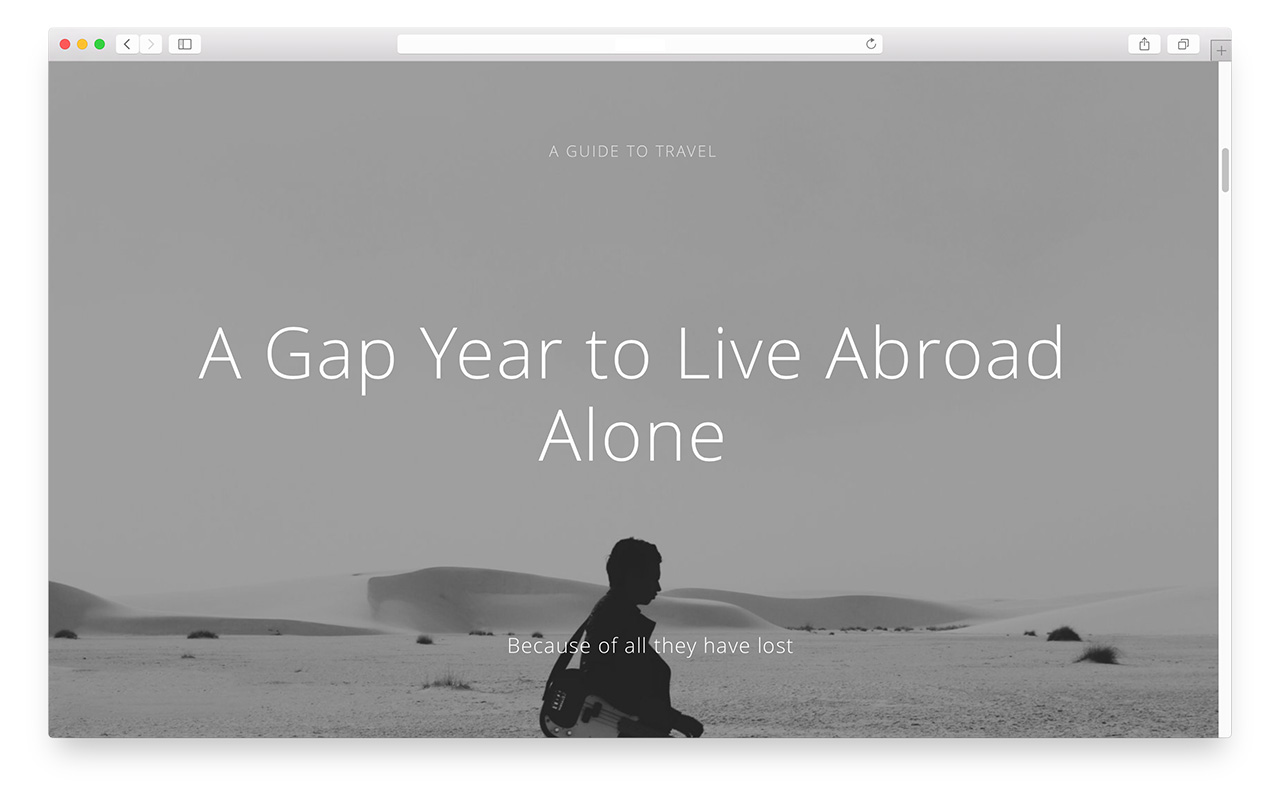 A GUIDE TO TRAVEL
A Gap Year to Live Abroad
Alone
Because of all they have lost